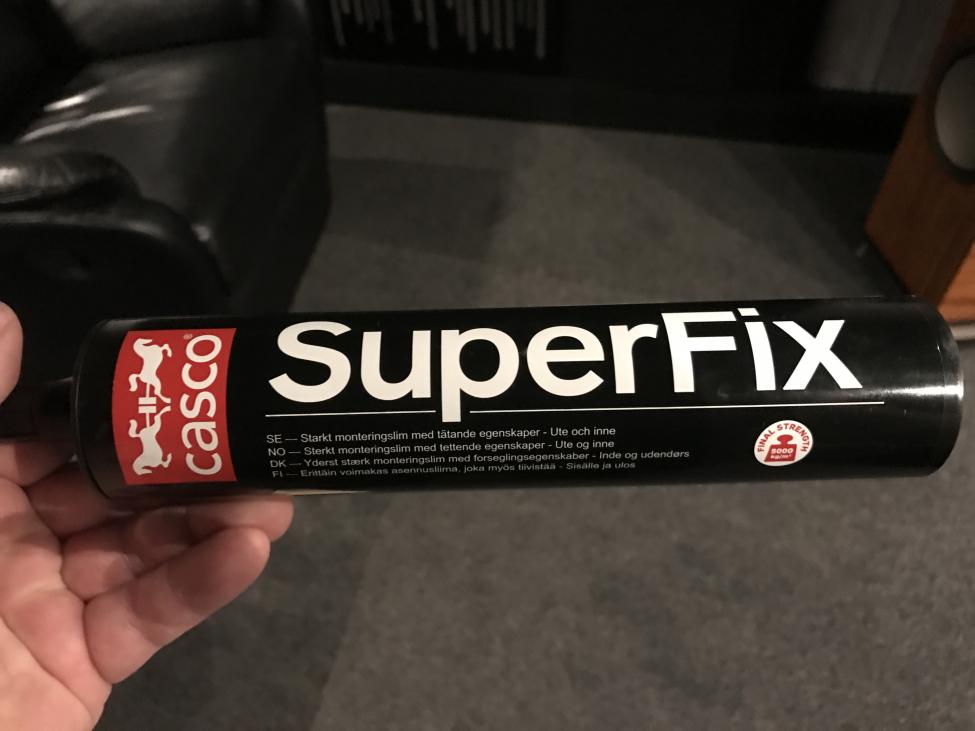 casco®
SuperFix
SE — Starkt monteringslim med tätande egenskaper - Ute och inne
NO — Sterkt monteringslim med tettende egenskaper - Ute og inne
DK — Yderst stærk monteringslim med forseglingsegenskaber - Inde og udendørs
FI — Erittäin voimakas asennusliima, joka myös tiivistää - Sisälle ja ulos
FINAL STRENGTH
5000
kg/m²